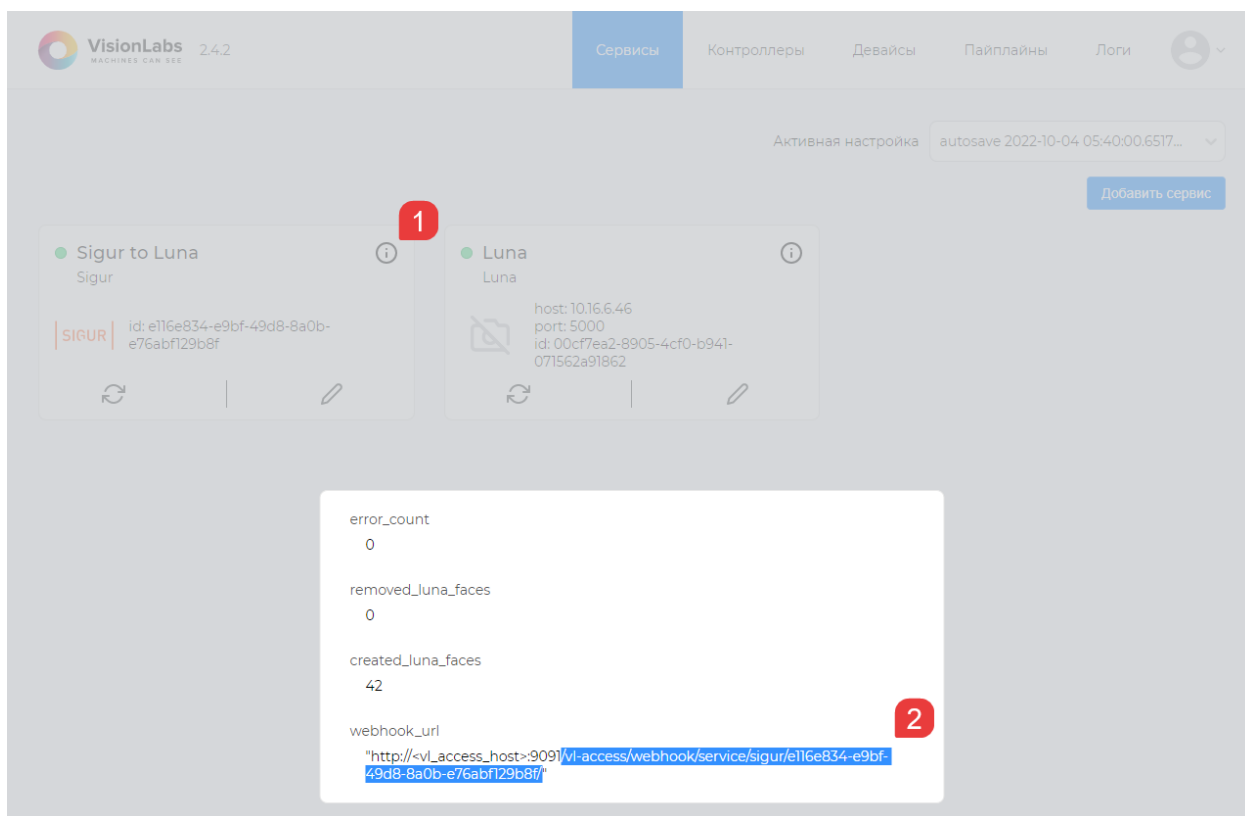 VisionLabs 2.4.2
MACHINES CAN SEE
Сервисы Контроллеры Девайсы Пайплайны Логи
Активная настройка autosave 2022-10-04 05:40:00.6517...
Добавить сервис
1
Sigur to Luna
Sigur
SIGUR
id: e116e834-e9bf-49d8-8a0b-
e76abf129b8f
Luna
Luna
host: 10.16.6.46
port: 5000
id: 00cf7ea2-8905-4cf0-b941-
071562a91862
error_count
0
removed_luna_faces
0
created_luna_faces
42
webhook_url
2
"http://<vl_access_host>:9091/vl-access/webhook/service/sigur/e116e834-e9bf-
49d8-8a0b-e76abf129b8f/"